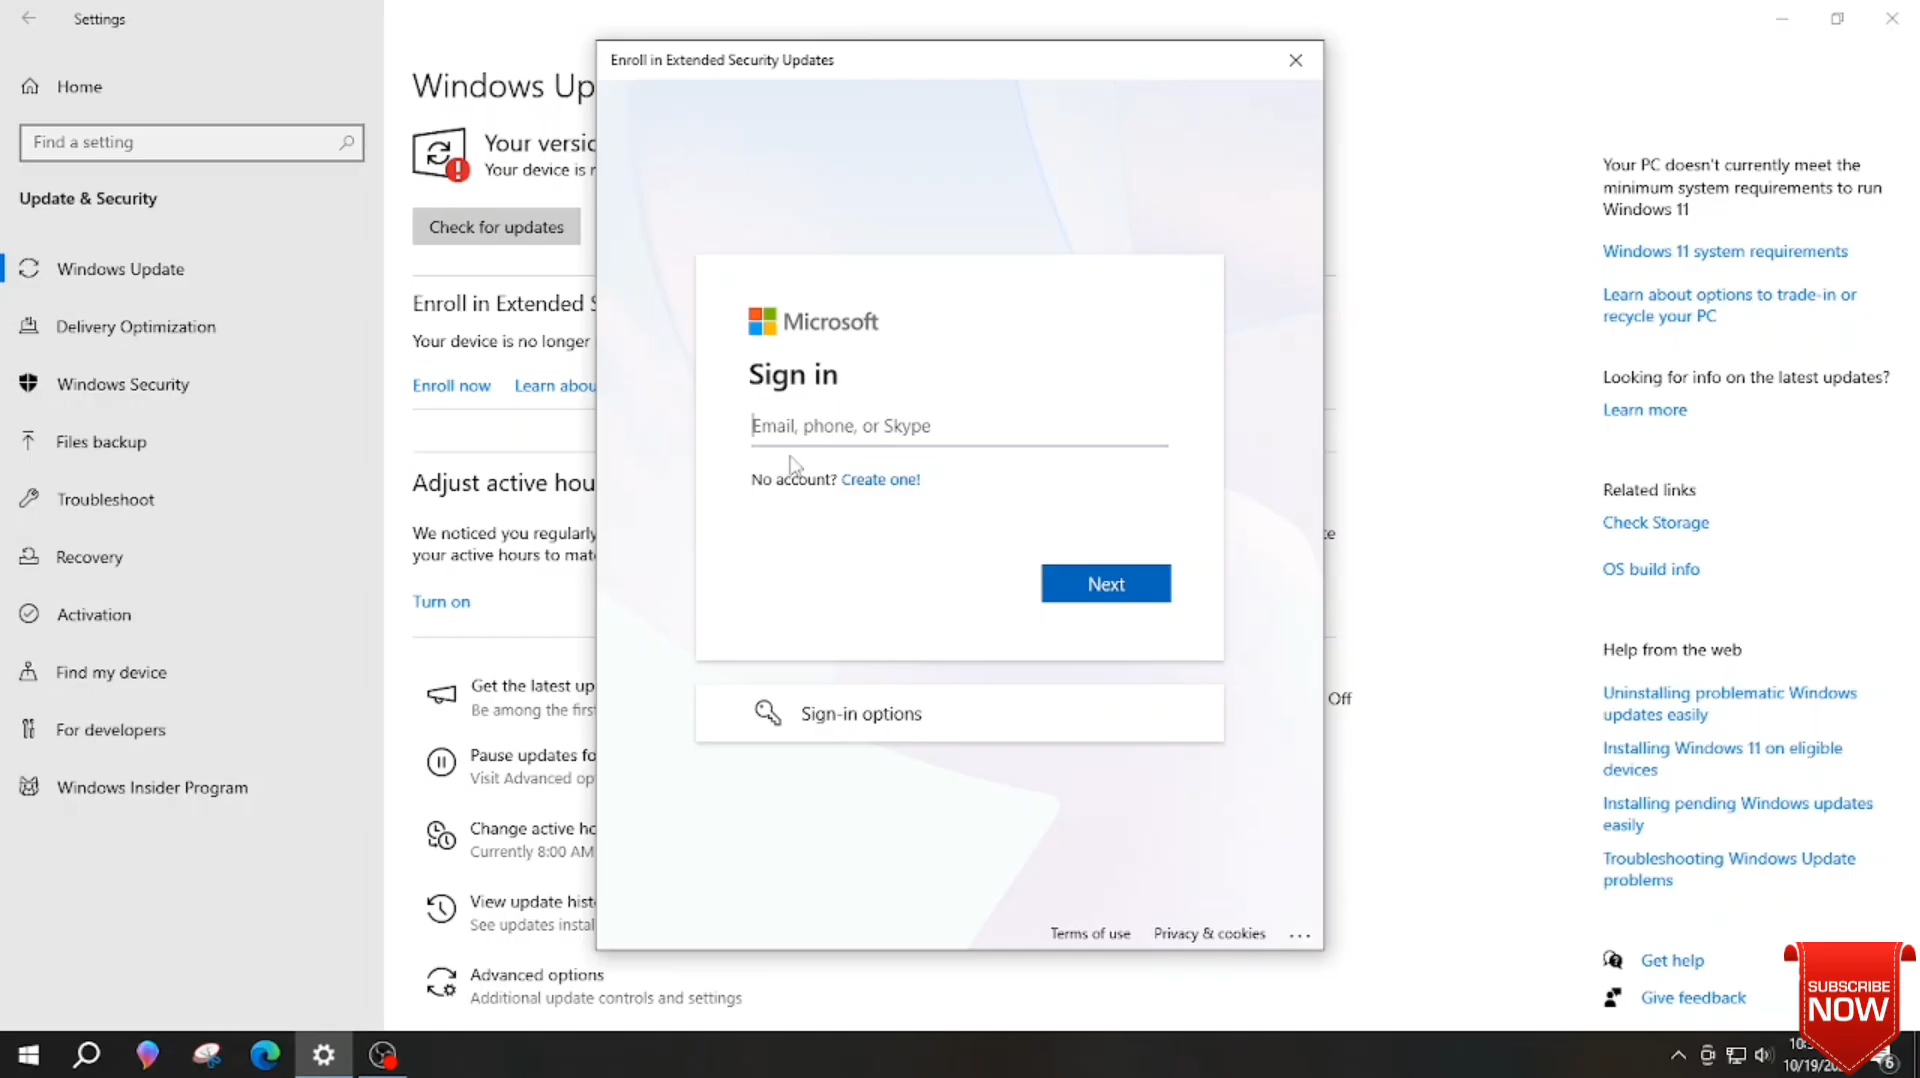 Settings
Home
Find a setting
Update & Security
Windows Update
Delivery Optimization
Windows Security
Files backup
Troubleshoot
Recovery
Activation
Find my device
For developers
Windows Insider Program
Windows Up
Your versio
Your device is r
Check for updates
Enroll in Extended S
Your device is no longer
Enroll now Learn abou
Adjust active hou
We noticed you regularly
your active hours to mat
te
Turn on
Get the latest up
Be among the firs
Off
Pause updates fo
Visit Advanced op
Change active ho
Currently 8:00 AM
View update hist
See updates instal
Advanced options
Additional update controls and settings
Enroll in Extended Security Updates
Microsoft
Sign in
Email, phone, or Skype
No account? Create one!
Next
Sign-in options
Terms of use Privacy & cookies ...
Your PC doesn't currently meet the
minimum system requirements to run
Windows 11
Windows 11 system requirements
Learn about options to trade-in or
recycle your PC
Looking for info on the latest updates?
Learn more
Related links
Check Storage
OS build info
Help from the web
Uninstalling problematic Windows
updates easily
Installing Windows 11 on eligible
devices
Installing pending Windows updates
easily
Troubleshooting Windows Update
problems
Get help
Give feedback
SUBSCRIBE
NOW
10:
10/19/20
6